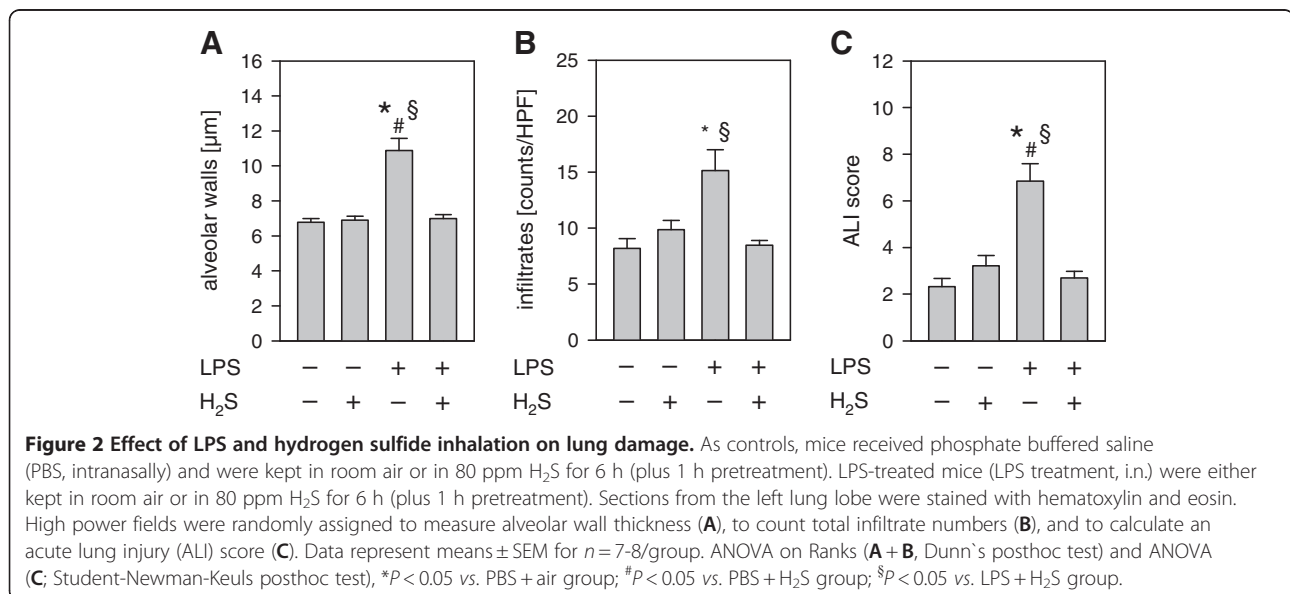 A
alveolar walls [µm]
16
14
12
10
8
6
4
2
0
* §
#
LPS − − + +
H₂S − + − +
B
infiltrates [counts/HPF]
25
20
15
10
5
0
* §
LPS − − + +
H₂S − + − +
C
ALI score
12
10
8
6
4
2
0
* §
#
LPS − − + +
H₂S − + − +
Figure 2 Effect of LPS and hydrogen sulfide inhalation on lung damage. As controls, mice received phosphate buffered saline
(PBS, intranasally) and were kept in room air or in 80 ppm H₂S for 6 h (plus 1 h pretreatment). LPS-treated mice (LPS treatment, i.n.) were either
kept in room air or in 80 ppm H₂S for 6 h (plus 1 h pretreatment). Sections from the left lung lobe were stained with hematoxylin and eosin.
High power fields were randomly assigned to measure alveolar wall thickness (A), to count total infiltrate numbers (B), and to calculate an
acute lung injury (ALI) score (C). Data represent means ± SEM for n = 7-8/group. ANOVA on Ranks (A + B, Dunn`s posthoc test) and ANOVA
(C; Student-Newman-Keuls posthoc test), *P < 0.05 vs. PBS + air group; #P < 0.05 vs. PBS + H₂S group; §P < 0.05 vs. LPS + H₂S group.